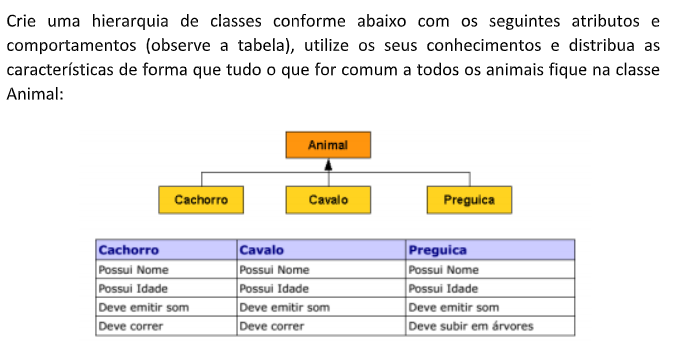 Crie uma hierarquia de classes conforme abaixo com os seguintes atributos e
comportamentos (observe a tabela), utilize os seus conhecimentos e distribua as
características de forma que tudo o que for comum a todos os animais fique na classe
Animal:
Animal
Cachorro Cavalo Preguica
Cachorro Cavalo Preguica
Possui Nome Possui Nome Possui Nome
Possui Idade Possui Idade Possui Idade
Deve emitir som Deve emitir som Deve emitir som
Deve correr Deve correr Deve subir em árvores